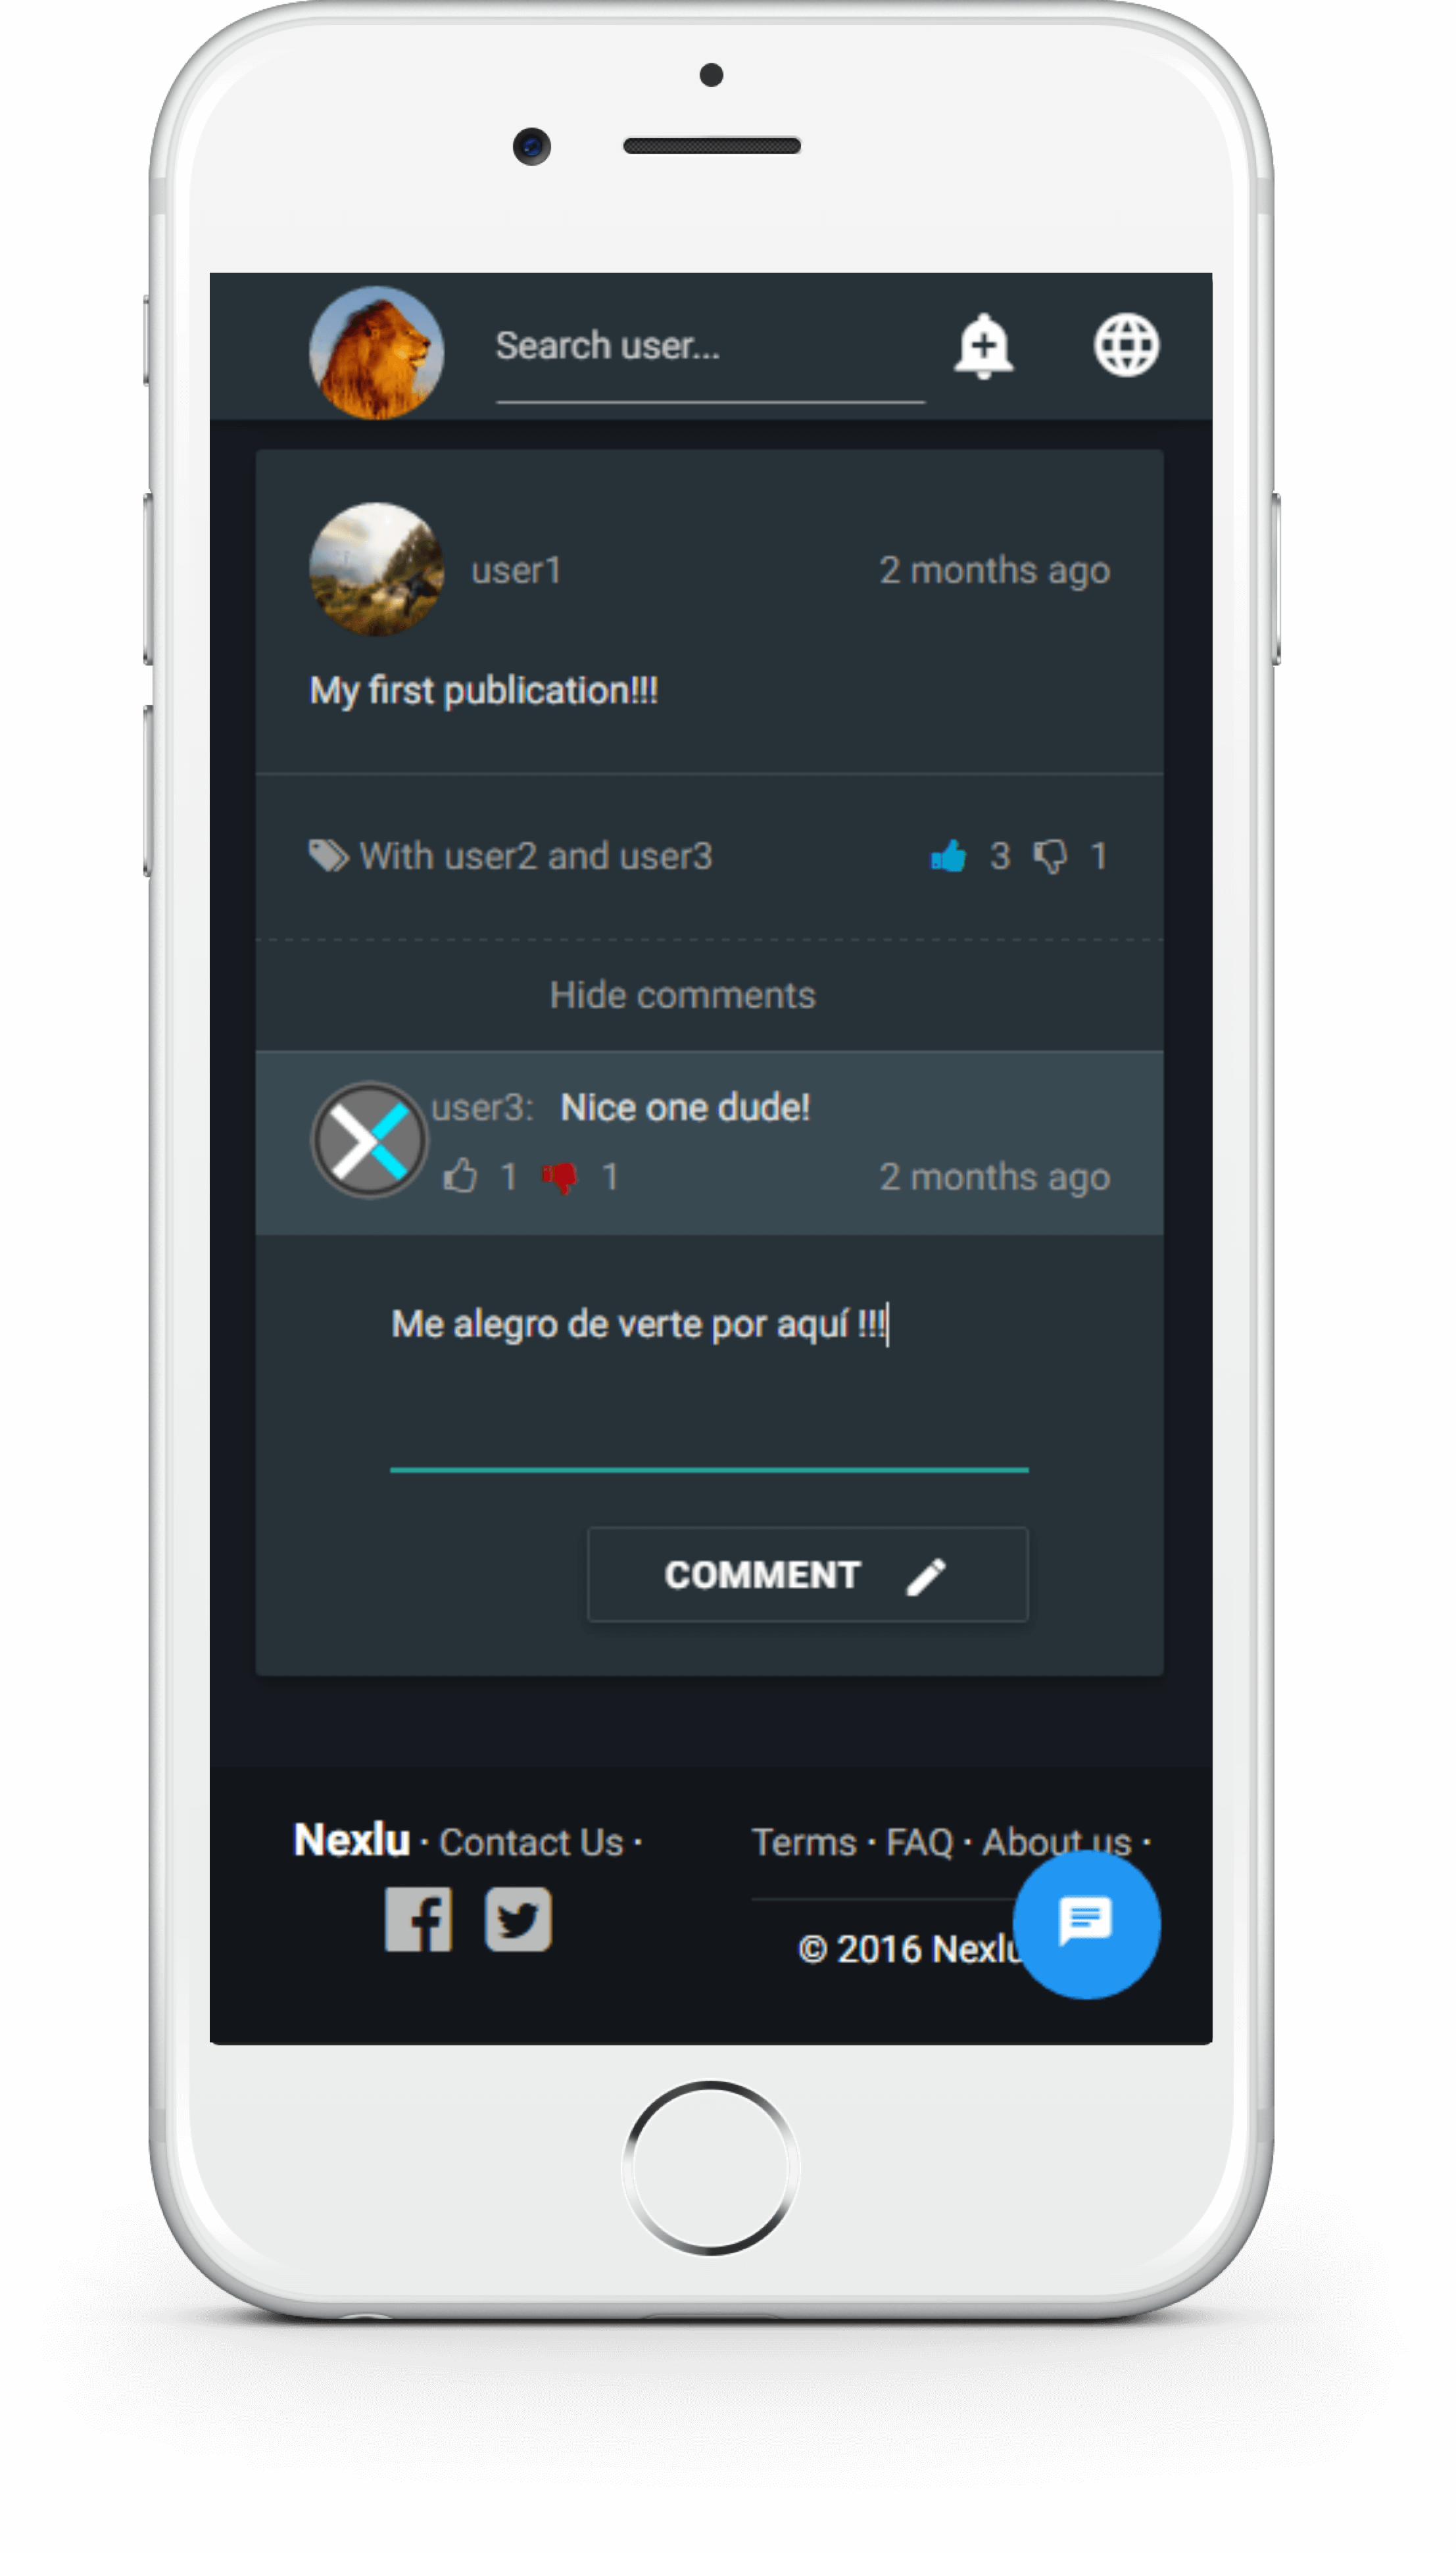 Search user...
user1
2 months ago
My first publication!!!
With user2 and user3
3
1
Hide comments
user3: Nice one dude!
1
1
2 months ago
Me alegro de verte por aquí !!!
COMMENT
Nexlu · Contact Us ·
Terms · FAQ · About us ·
© 2016 Nexlu